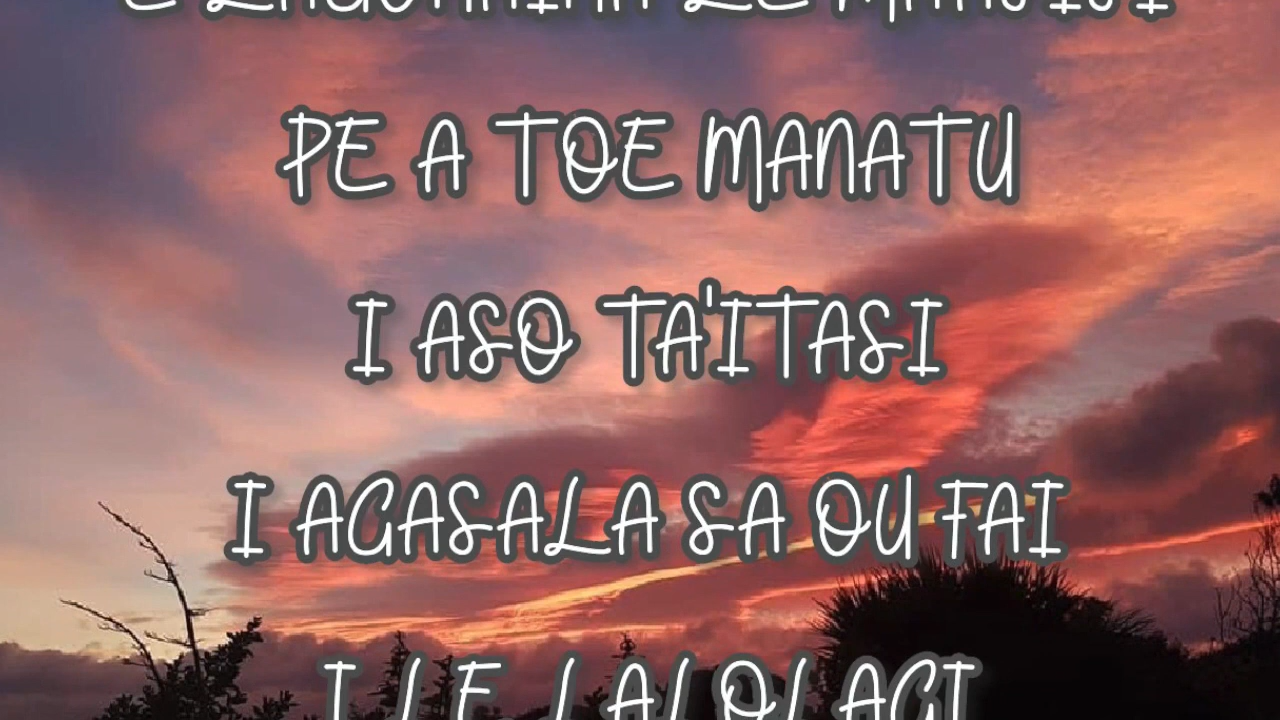 PE A TOE MANATU
I ASO TA'ITASI
I AGASALA SA OU FAI
I LE LALOLAGI